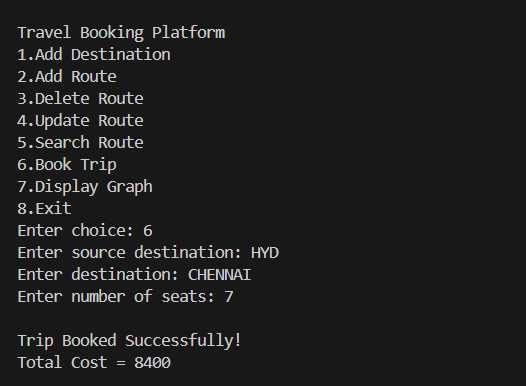 Travel Booking Platform
1.Add Destination
2.Add Route
3.Delete Route
4.Update Route
5.Search Route
6.Book Trip
7.Display Graph
8.Exit
Enter choice: 6
Enter source destination: HYD
Enter destination: CHENNAI
Enter number of seats: 7
Trip Booked Successfully!
Total Cost = 8400